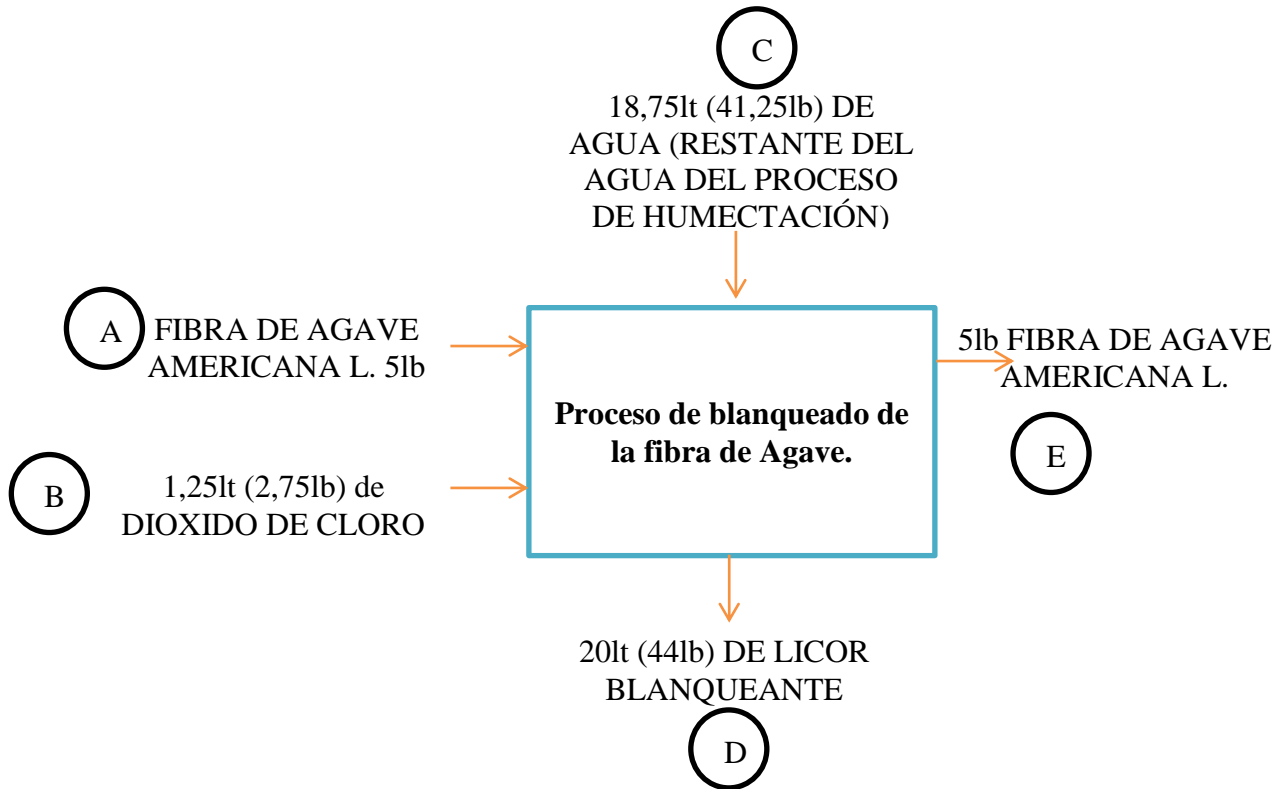 C
18,75lt (41,25lb) DE
AGUA (RESTANTE DEL
AGUA DEL PROCESO
DE HUMECTACIÓN)
A
FIBRA DE AGAVE
AMERICANA L. 5lb
B
1,25lt (2,75lb) de
DIOXIDO DE CLORO
Proceso de blanqueado de
la fibra de Agave.
5lb FIBRA DE AGAVE
AMERICANA L.
E
20lt (44lb) DE LICOR
BLANQUEANTE
D